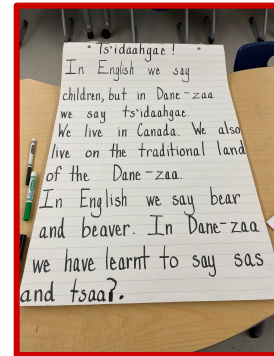 Ts'idaahgae!
In English we say
children, but in Dane-zaa
we say ts'idaahgae.
We live in Canada. We also
live on the traditional land
of the Dane-zaa.
In English we say bear
and beaver. In Dane-zaa
we have learnt to say sas
and tsaa?.